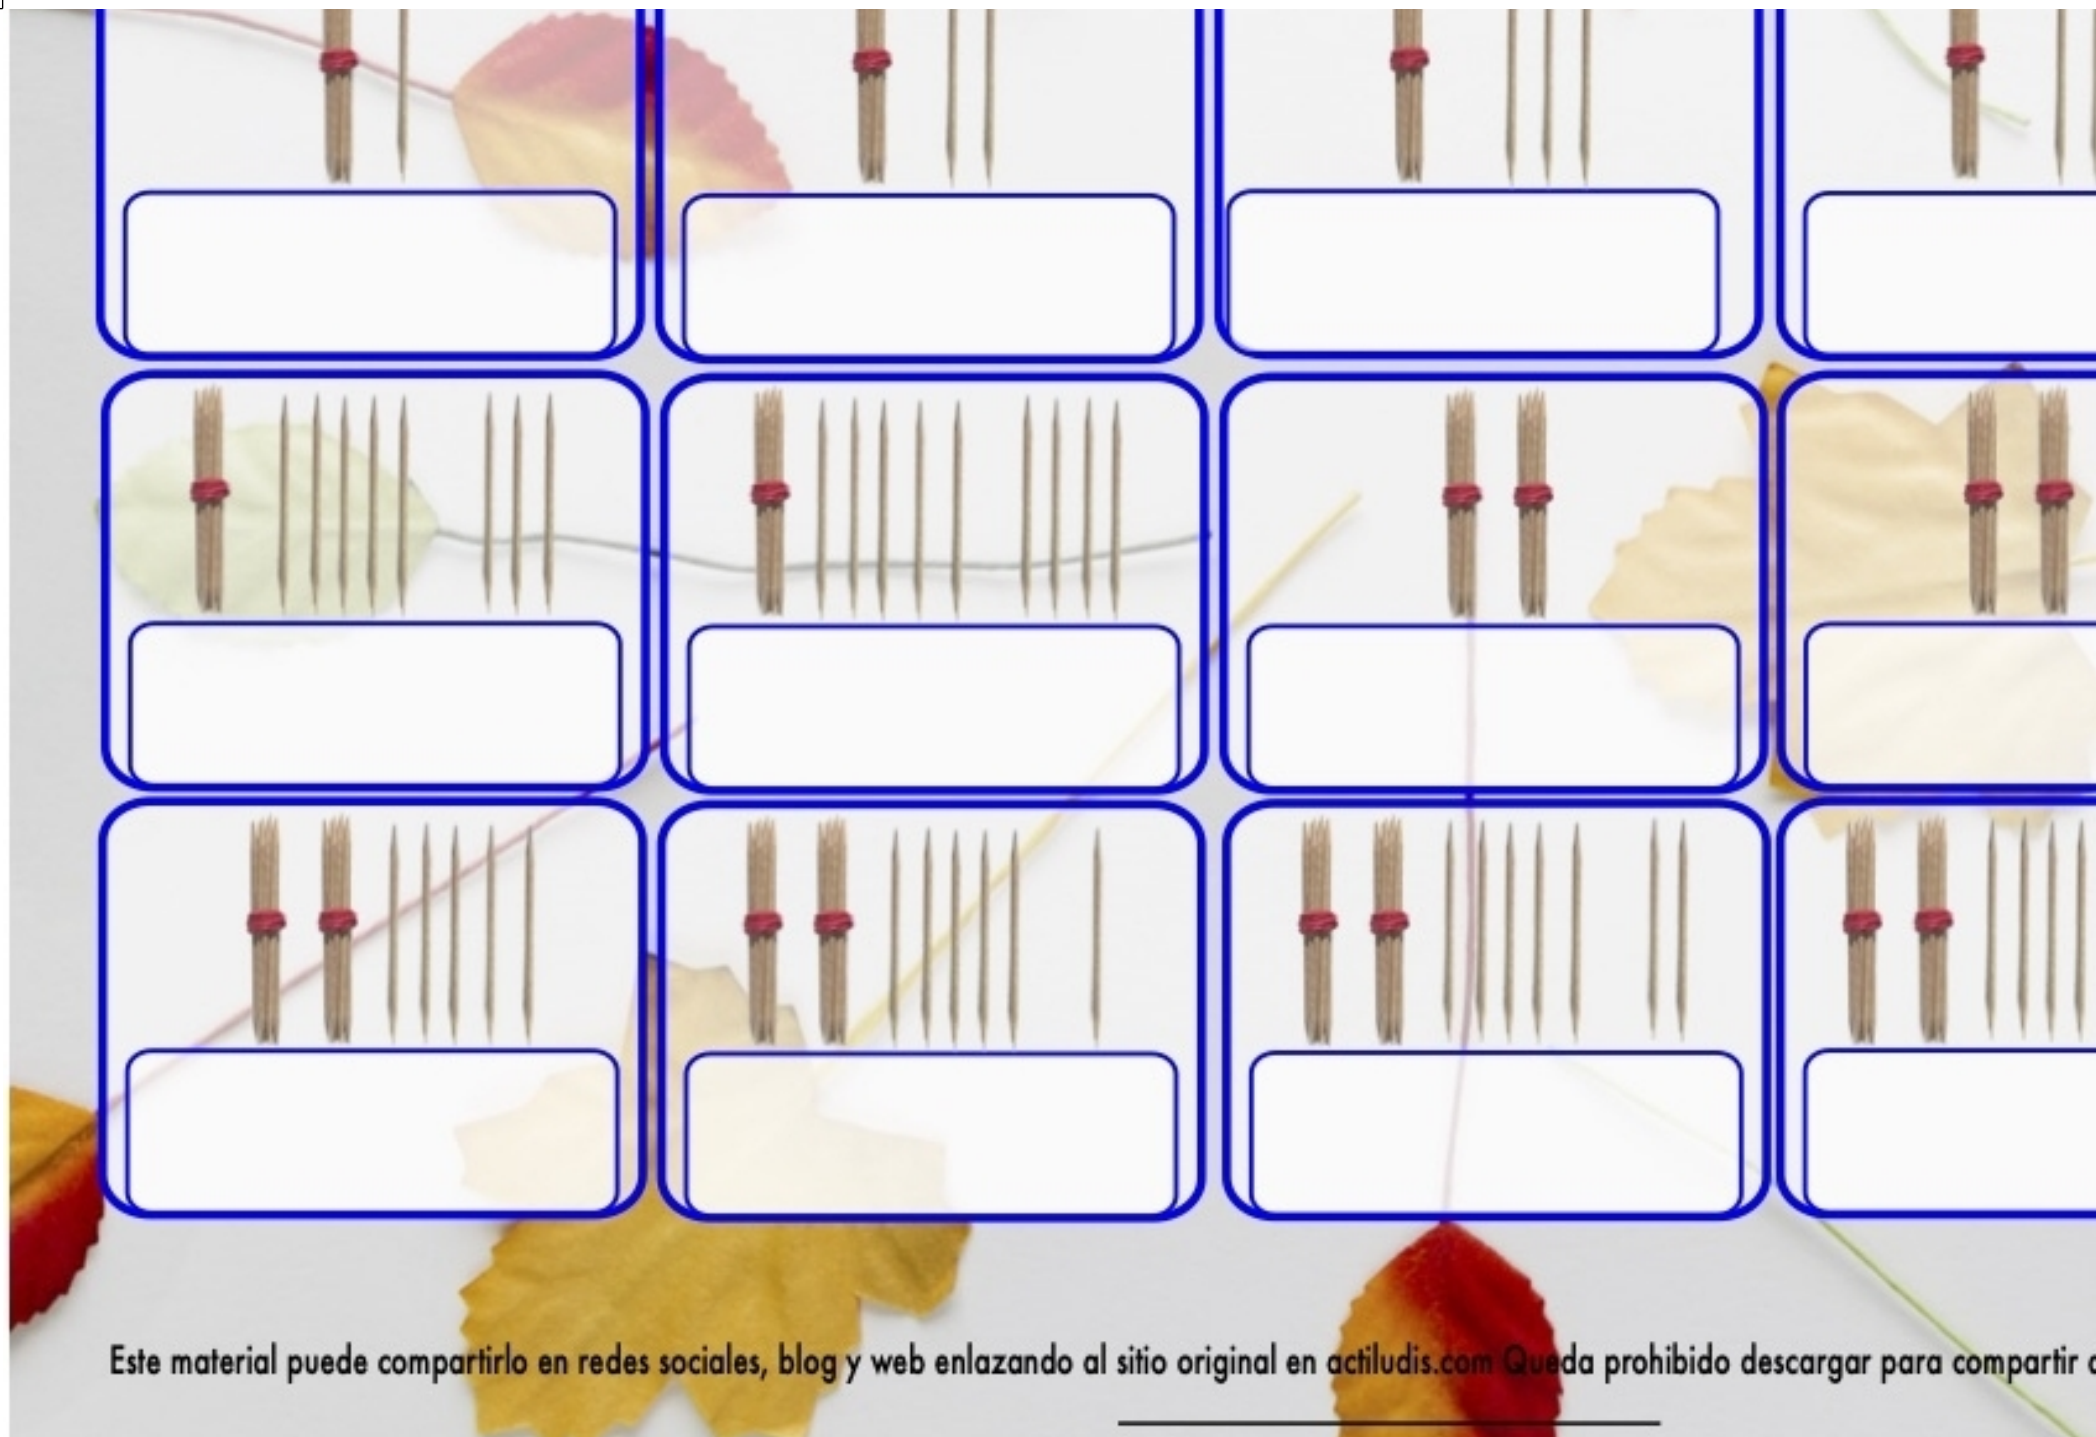 Este material puede compartirlo en redes sociales, blog y web enlazando al sitio original en actiludis.com Queda prohibido descargar para compartir